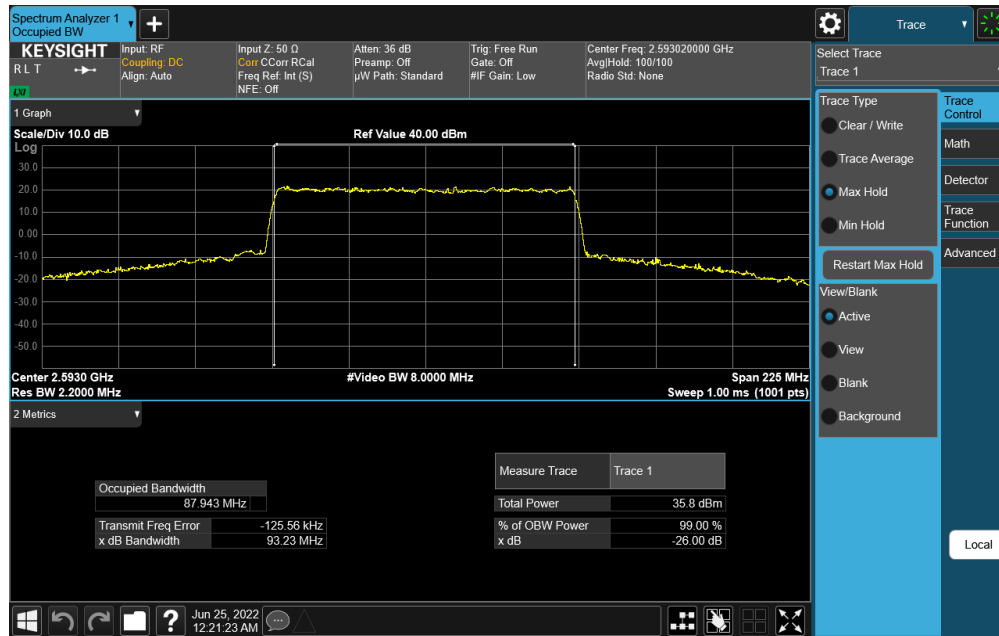 Spectrum Analyzer 1
Occupied BW
Trace
KEYSIGHT
R L T
LXI
Input: RF
Coupling: DC
Align: Auto
Input Z: 50 Ω
Corr CCorr RCal
Freq Ref: Int (S)
NFE: Off
Atten: 36 dB
Preamp: Off
µW Path: Standard
Trig: Free Run
Gate: Off
#IF Gain: Low
Center Freq: 2.593020000 GHz
Avg|Hold: 100/100
Radio Std: None
Select Trace
Trace 1
1 Graph
Scale/Div 10.0 dB
Ref Value 40.00 dBm
Log
30.0
20.0
10.0
0.00
-10.0
-20.0
-30.0
-40.0
-50.0
Center 2.5930 GHz
#Video BW 8.0000 MHz
Span 225 MHz
Res BW 2.2000 MHz
Sweep 1.00 ms (1001 pts)
2 Metrics
Measure Trace
Trace 1
Occupied Bandwidth
87.943 MHz
Total Power
35.8 dBm
Transmit Freq Error
-125.56 kHz
% of OBW Power
99.00 %
x dB Bandwidth
93.23 MHz
x dB
-26.00 dB
Trace Type
Clear / Write
Trace Average
Max Hold
Min Hold
Restart Max Hold
View/Blank
Active
View
Blank
Background
Trace
Control
Math
Detector
Trace
Function
Advanced
Local
Jun 25, 2022
12:21:23 AM